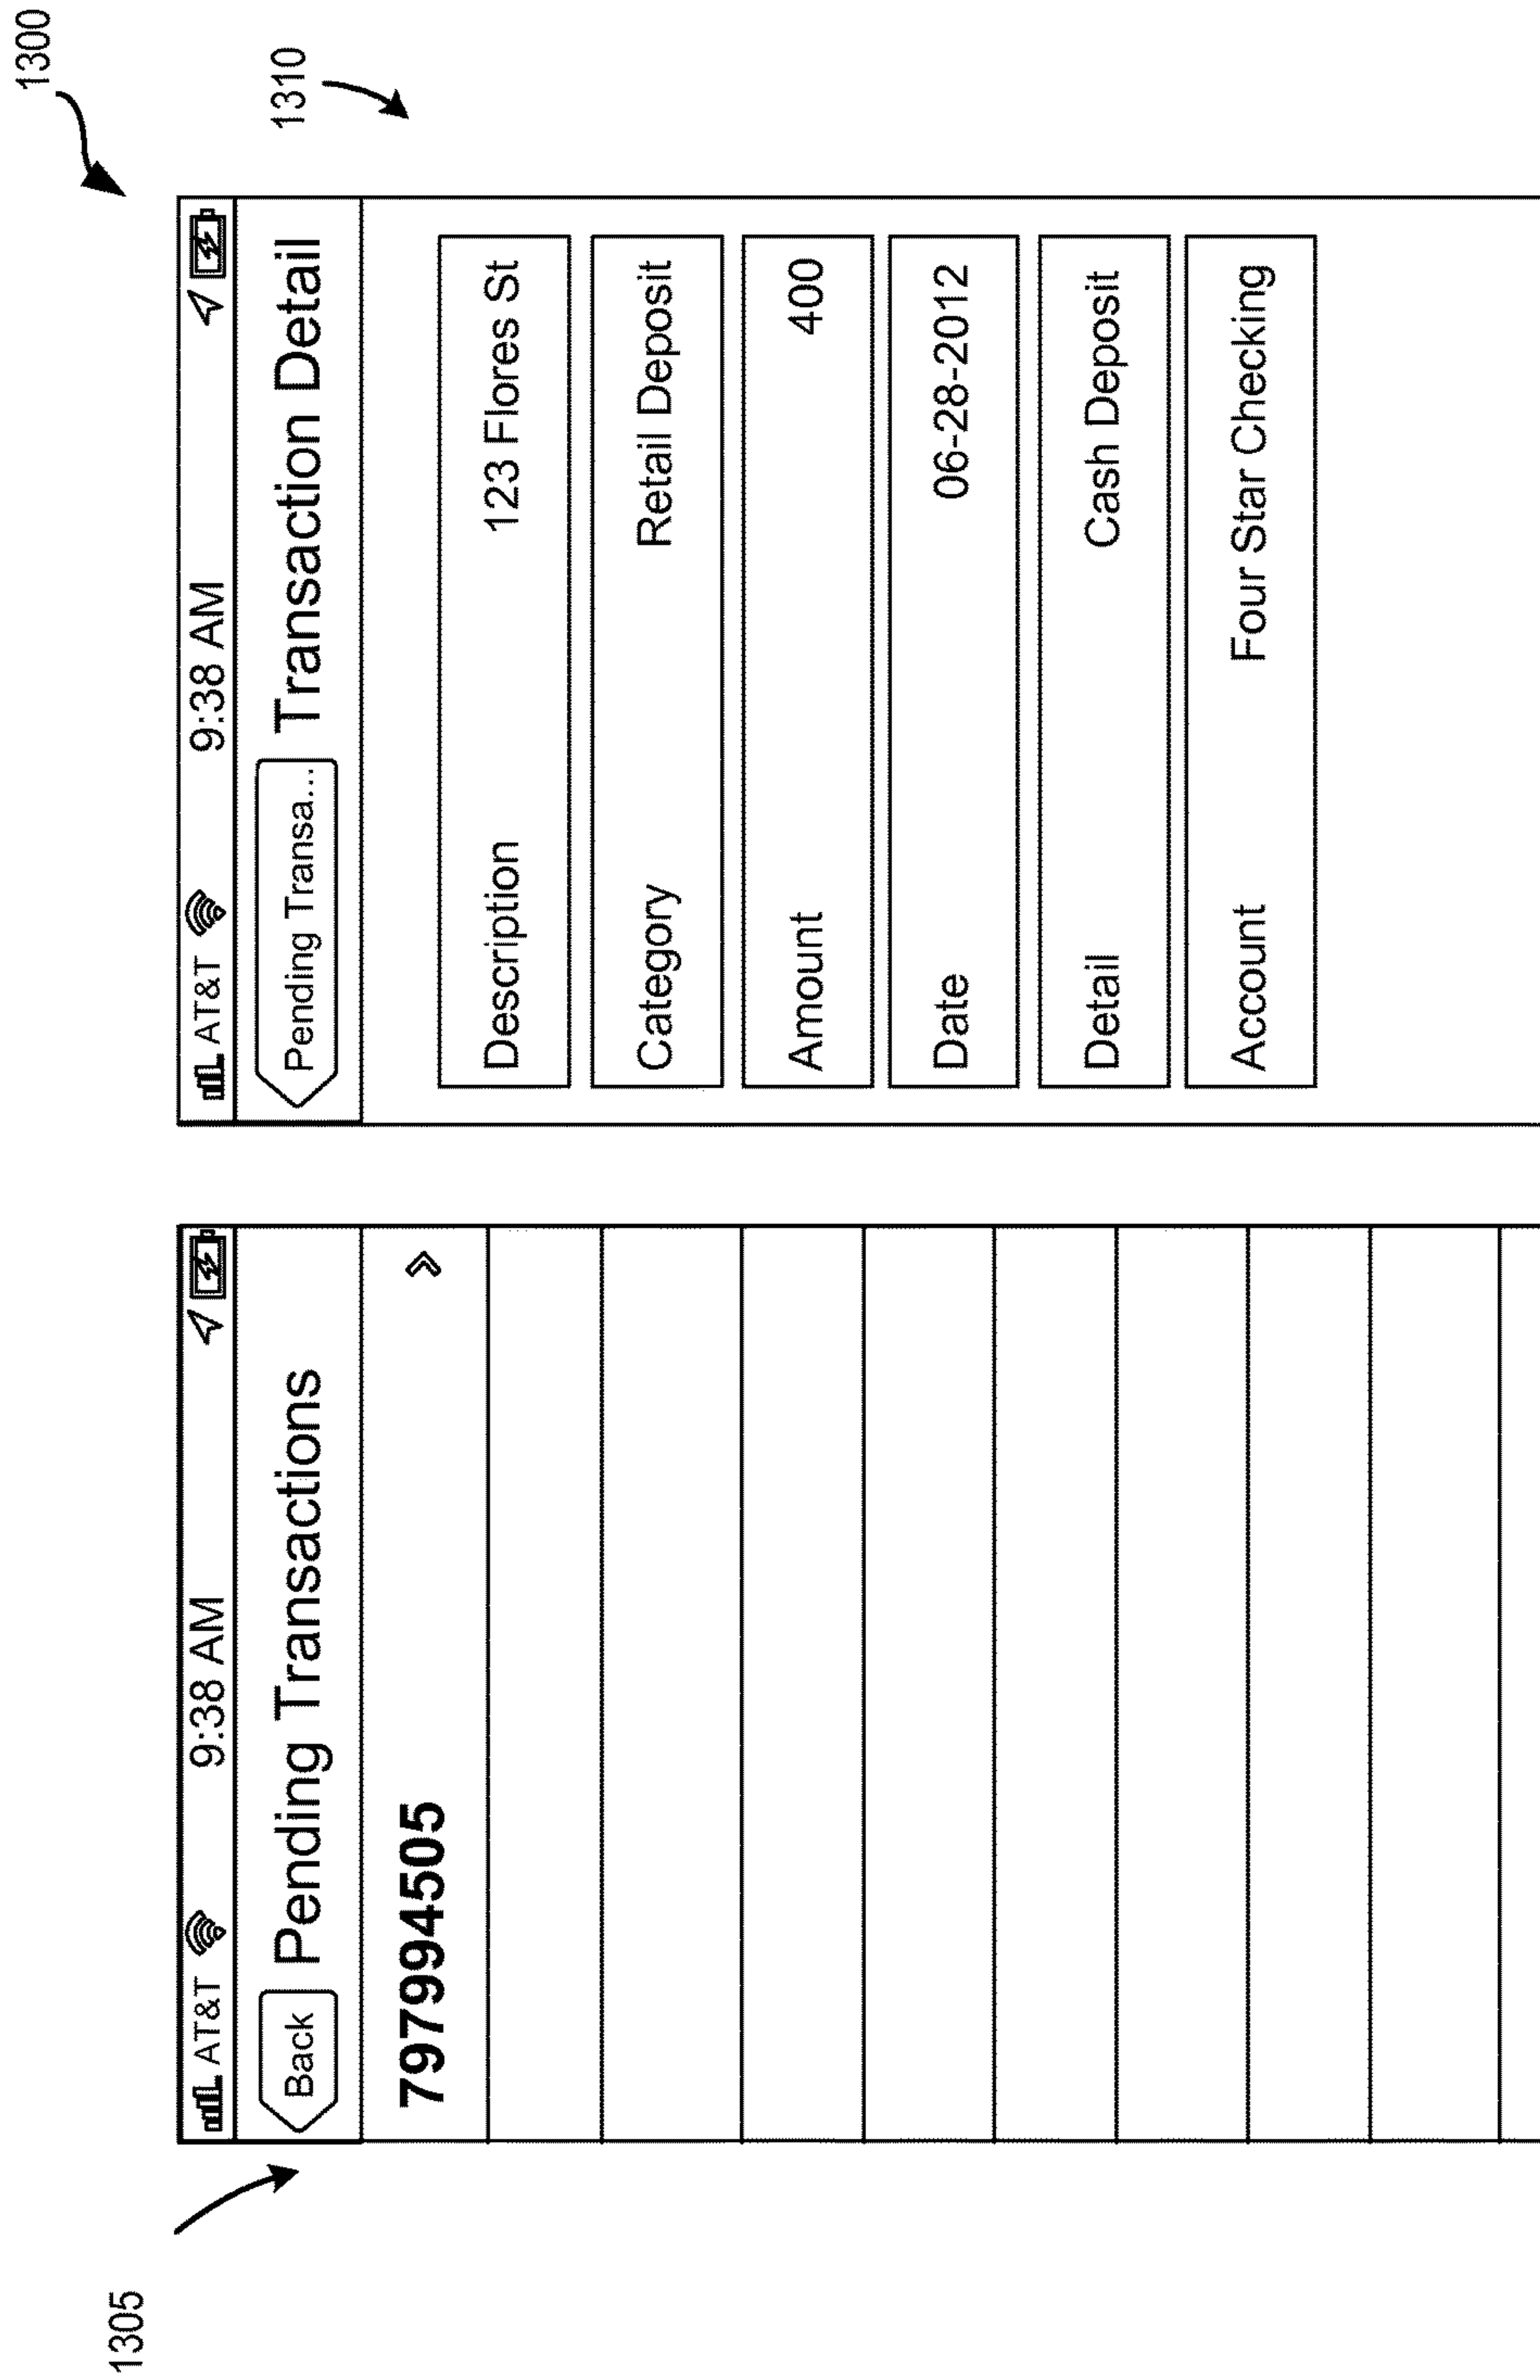 1300
1310
1305
AT&T 9:38 AM
Back Pending Transactions
797994505
AT&T 9:38 AM
Pending Transa... Transaction Detail
Description 123 Flores St
Category Retail Deposit
Amount 400
Date 06-28-2012
Detail Cash Deposit
Account Four Star Checking